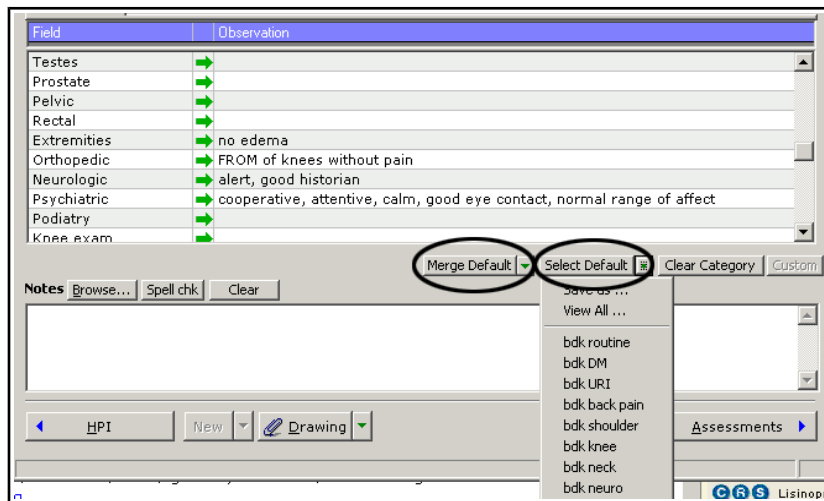 Field Observation
Testes
Prostate
Pelvic
Rectal
Extremities no edema
Orthopedic FROM of knees without pain
Neurologic alert, good historian
Psychiatric cooperative, attentive, calm, good eye contact, normal range of affect
Podiatry
Knee exam
Merge Default Select Default Clear Category Custom
Notes Browse... Spell chk Clear
Save as ...
View All ...
bdk routine
bdk DM
bdk URI
bdk back pain
bdk shoulder
bdk knee
bdk neck
bdk neuro
HPI New Drawing Assessments
CRS Lisinop